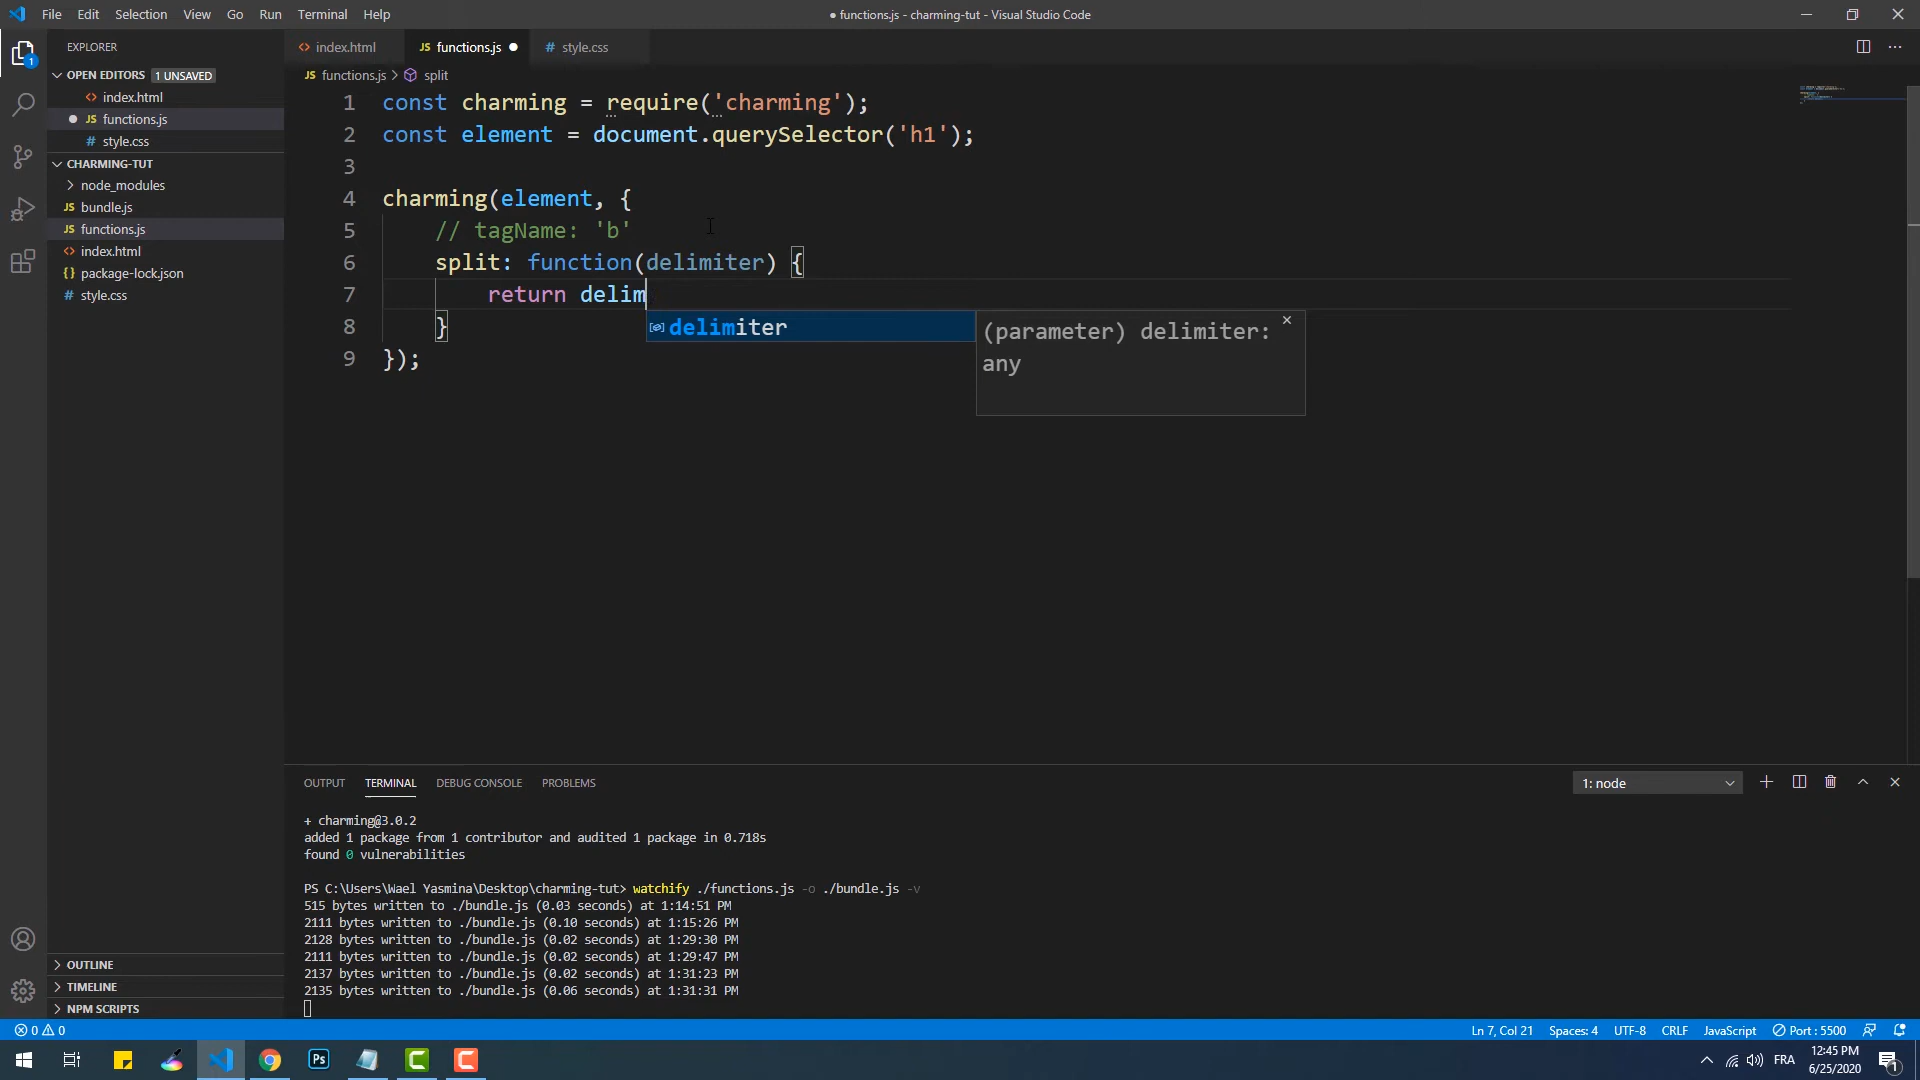 File Edit Selection View Go Run Terminal Help
● functions.js - charming-tut - Visual Studio Code
EXPLORER
OPEN EDITORS 1 UNSAVED
index.html
functions.js
style.css
CHARMING-TUT
node_modules
JS bundle.js
JS functions.js
index.html
{} package-lock.json
# style.css
OUTLINE
TIMELINE
NPM SCRIPTS
<> index.html JS functions.js ● # style.css
JS functions.js > split
1 const charming = require('charming');
2 const element = document.querySelector('h1');
3
4 charming(element, {
5 // tagName: 'b'
6 split: function(delimiter) {
7 return delim
8 }
9 });
delimiter
(parameter) delimiter:
any
OUTPUT TERMINAL DEBUG CONSOLE PROBLEMS
1: node
+ charming@3.0.2
added 1 package from 1 contributor and audited 1 package in 0.718s
found 0 vulnerabilities
PS C:\Users\Wael Yasmina\Desktop\charming-tut> watchify ./functions.js -o ./bundle.js -v
515 bytes written to ./bundle.js (0.03 seconds) at 1:14:51 PM
2111 bytes written to ./bundle.js (0.10 seconds) at 1:15:26 PM
2128 bytes written to ./bundle.js (0.02 seconds) at 1:29:30 PM
2111 bytes written to ./bundle.js (0.02 seconds) at 1:29:47 PM
2137 bytes written to ./bundle.js (0.02 seconds) at 1:31:23 PM
2135 bytes written to ./bundle.js (0.06 seconds) at 1:31:31 PM
0 0 Ln 7, Col 21 Spaces: 4 UTF-8 CRLF JavaScript Port : 5500
Ps FRA 12:45 PM
6/25/2020